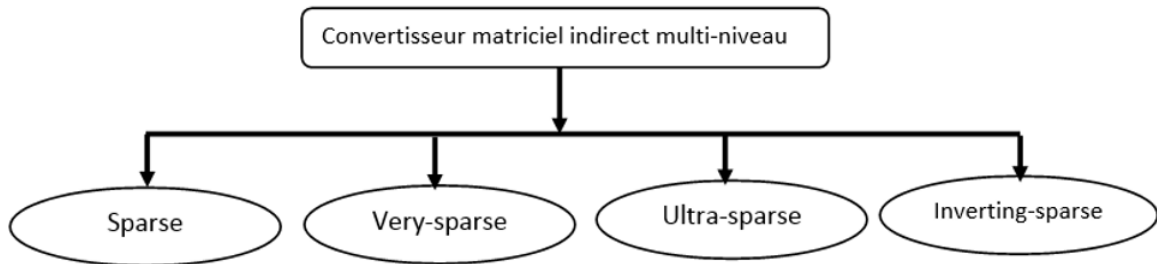 Convertisseur matriciel indirect multi-niveau
Sparse
Very-sparse
Ultra-sparse
Inverting-sparse